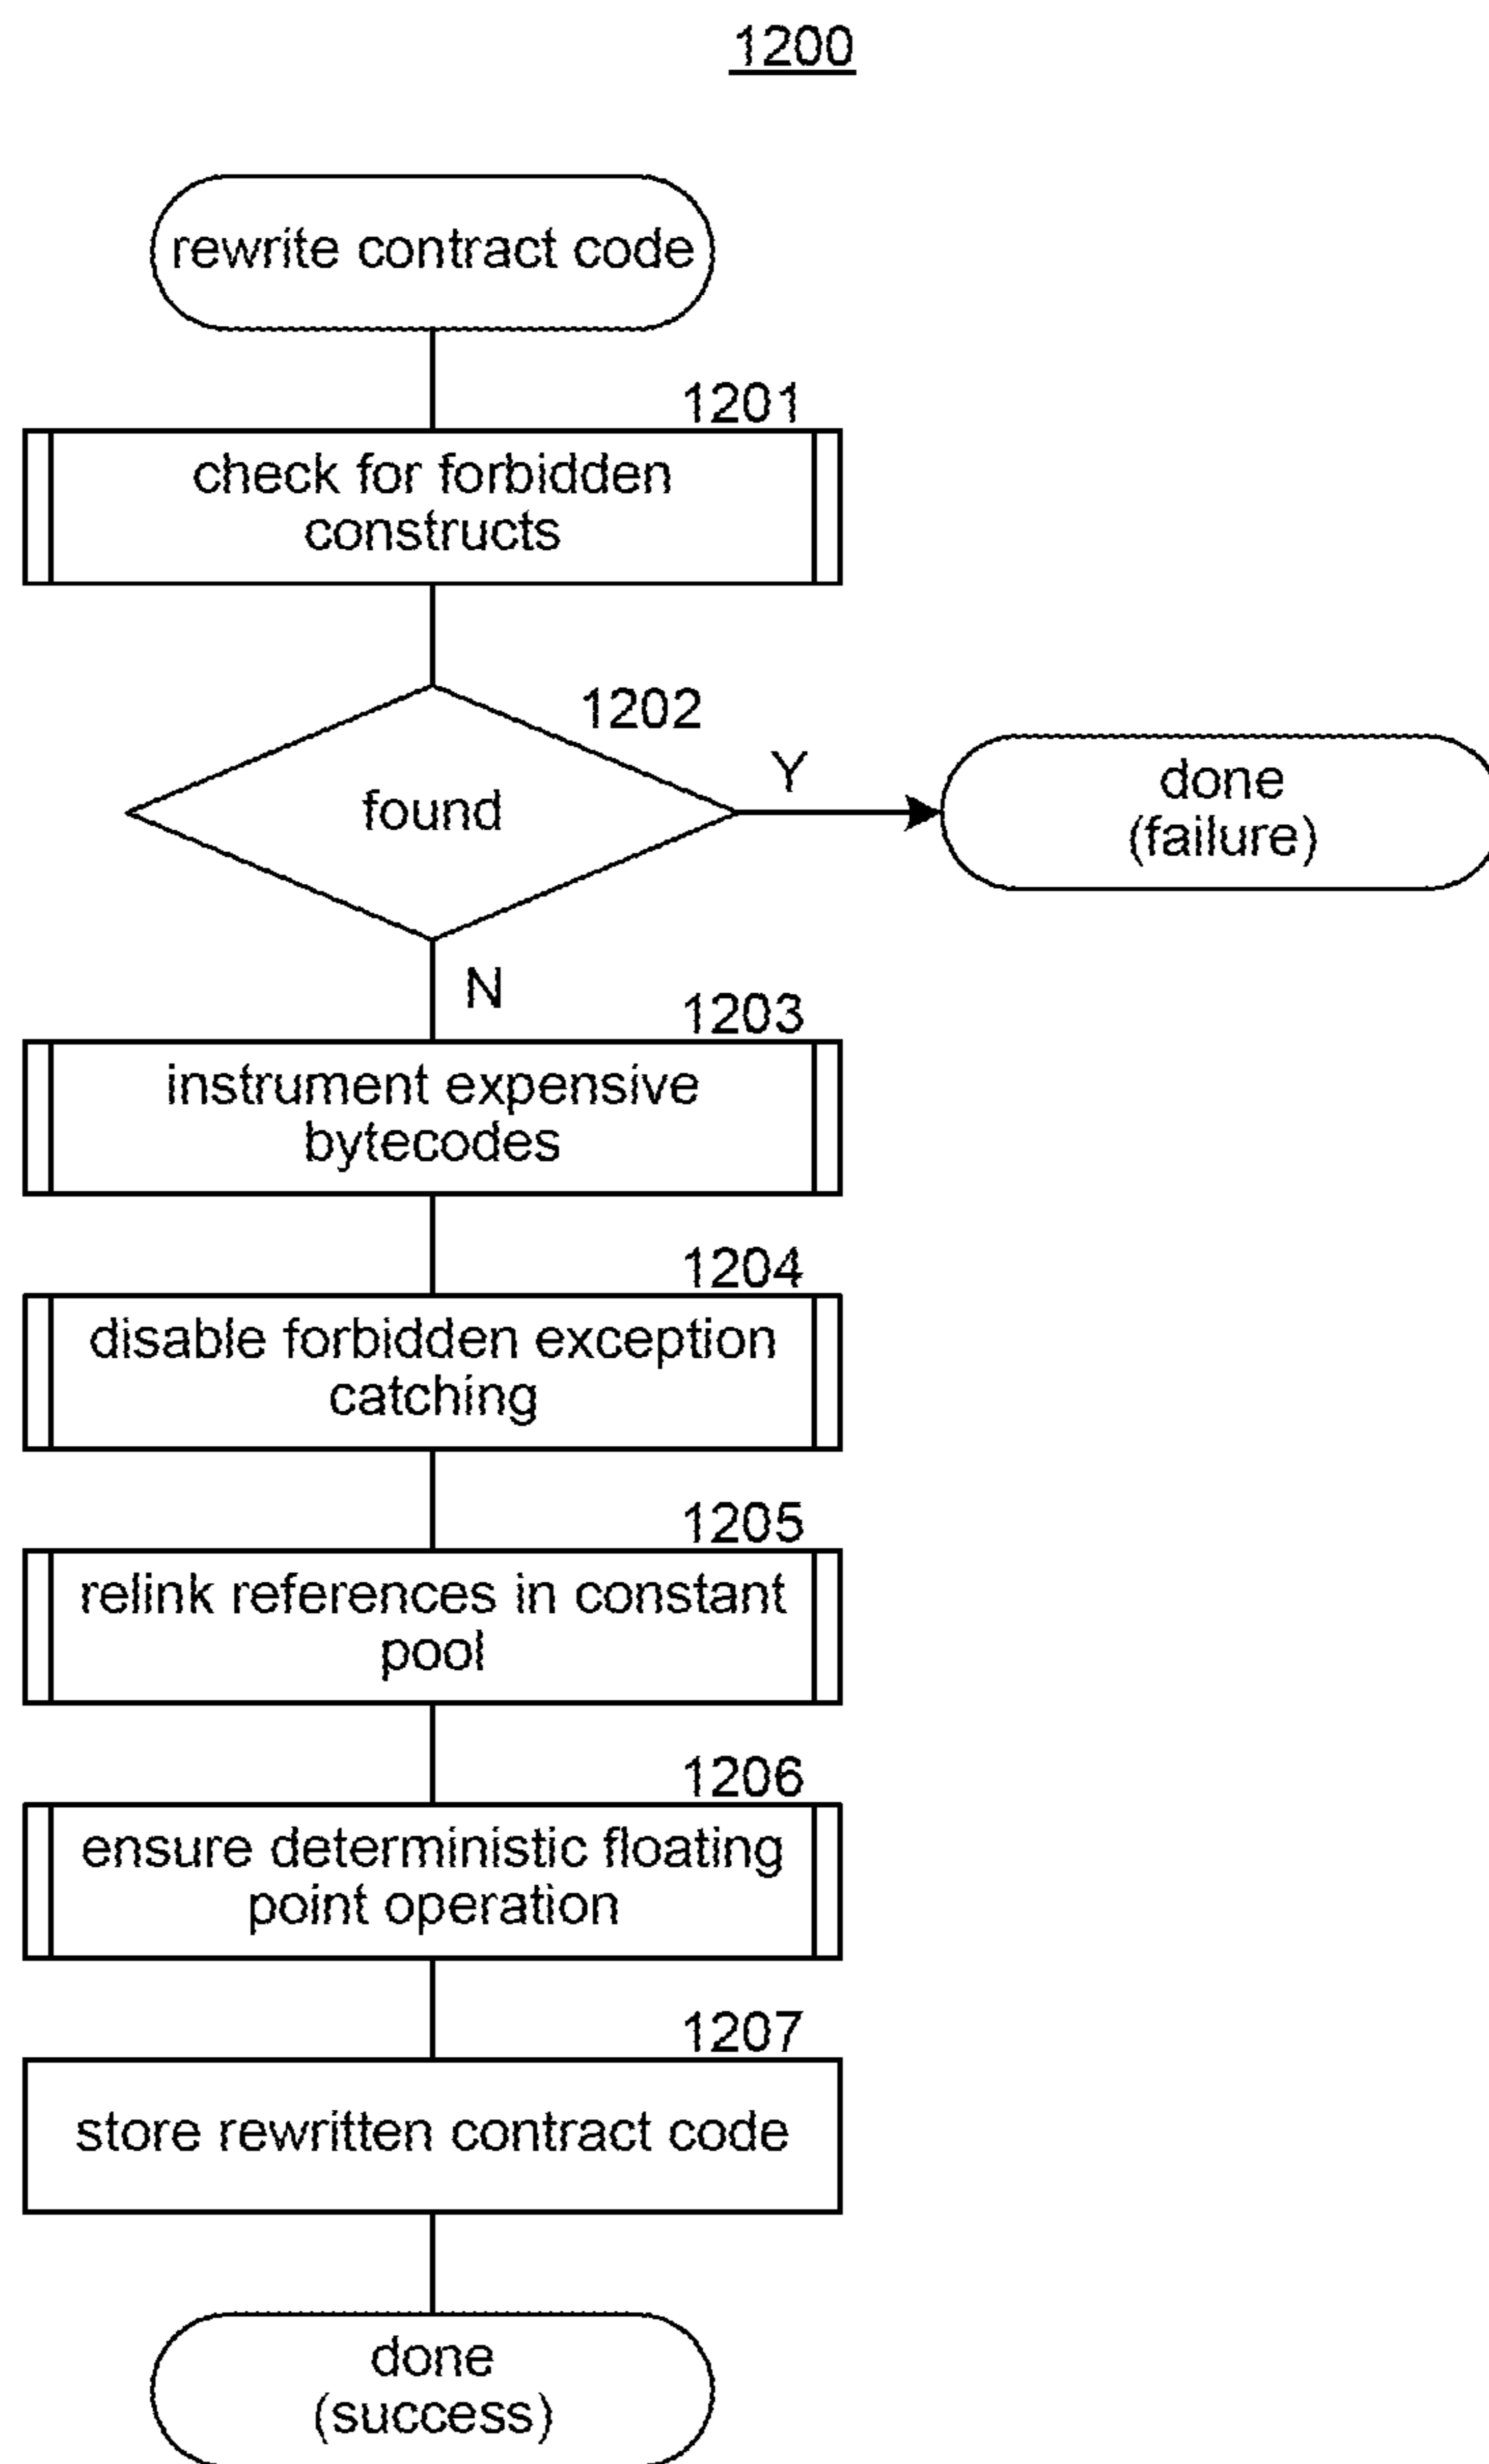 1200
rewrite contract code
1201
check for forbidden
constructs
1202
found
Y
done
(failure)
N
1203
instrument expensive
bytecodes
1204
disable forbidden exception
catching
1205
relink references in constant
pool
1206
ensure deterministic floating
point operation
1207
store rewritten contract code
done
(success)